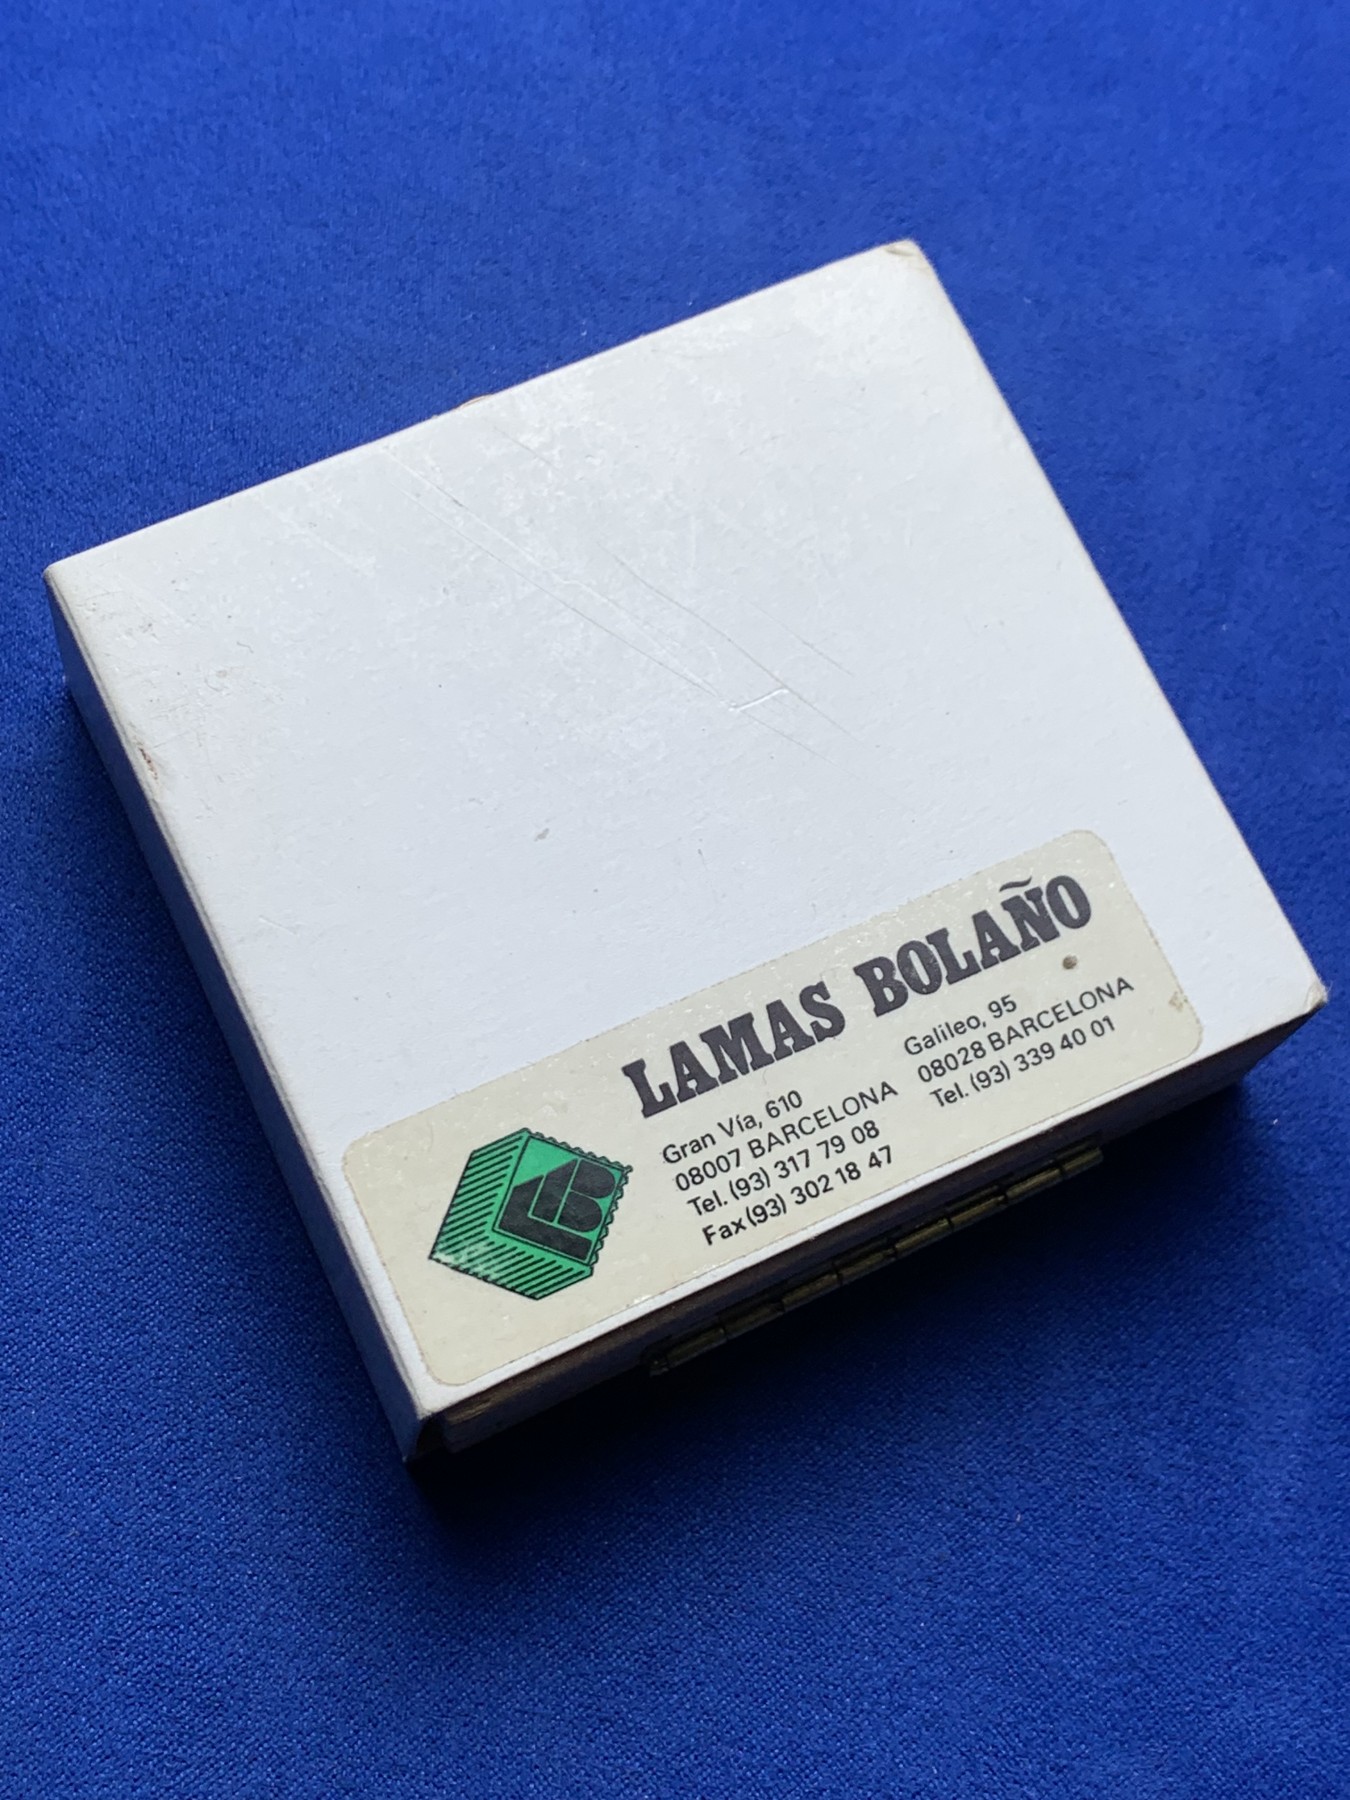 LAMAS BOLAÑO
Gran Vía, 610
08007 BARCELONA
Tel. (93) 317 79 08
Fax (93) 302 18 47
Galileo, 95
08028 BARCELONA
Tel. (93) 339 40 01
LB